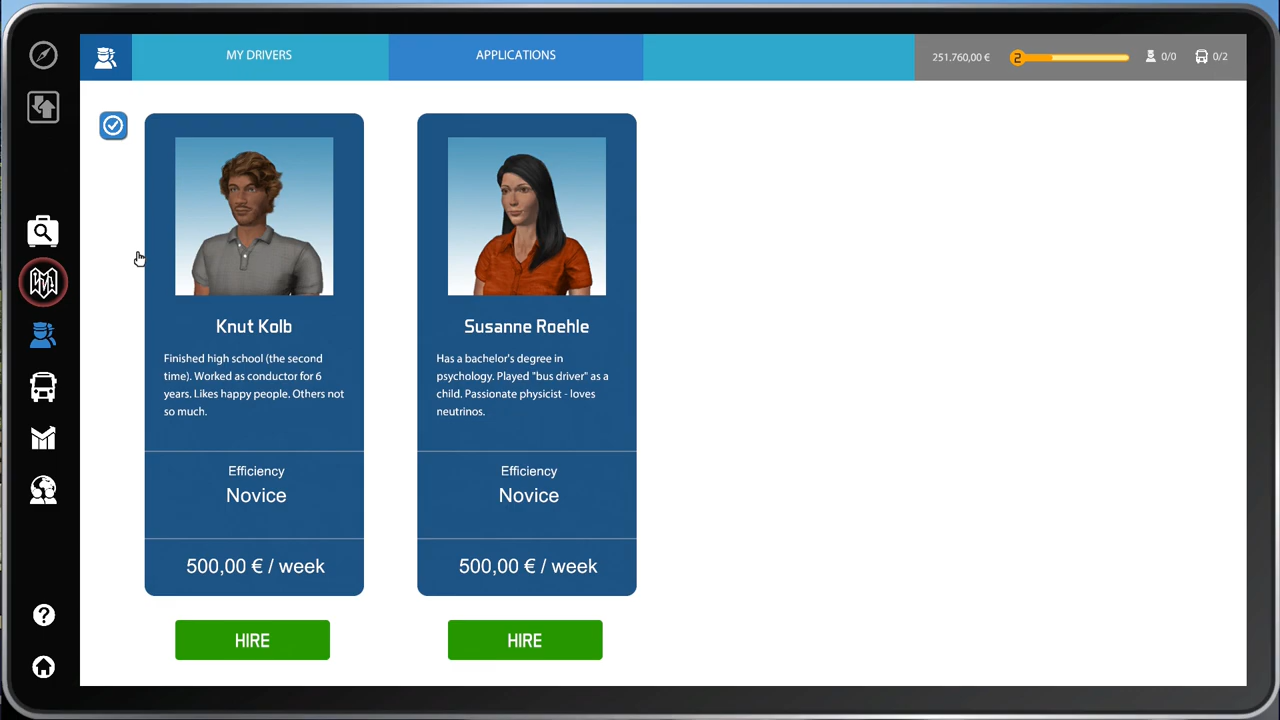 MY DRIVERS
APPLICATIONS
251.760,00 €
2
0/0
0/2
Knut Kolb
Finished high school (the second
time). Worked as conductor for 6
years. Likes happy people. Others not
so much.
Efficiency
Novice
500,00 € / week
HIRE
Susanne Roehle
Has a bachelor's degree in
psychology. Played "bus driver" as a
child. Passionate physicist - loves
neutrinos.
Efficiency
Novice
500,00 € / week
HIRE
?